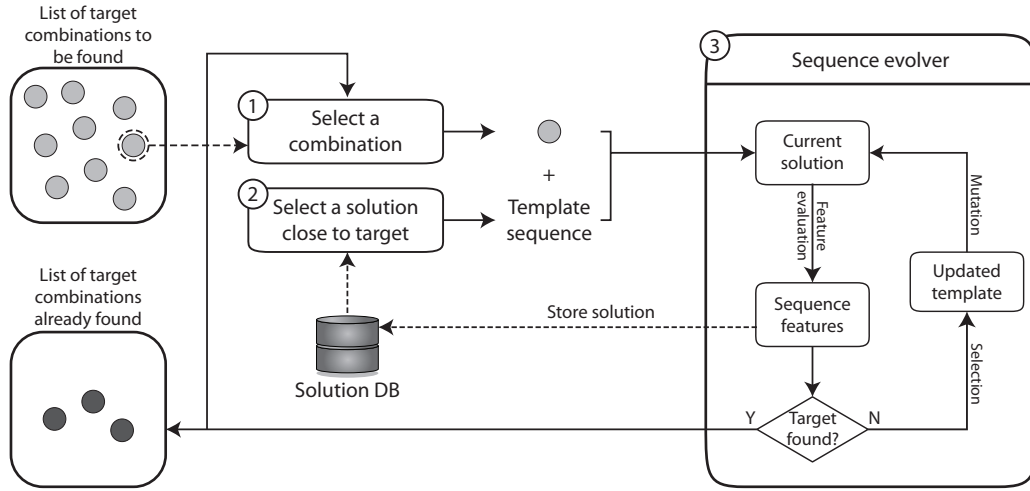 List of target
combinations to
be found
1
Select a
combination
2
Select a solution
close to target
+
Template
sequence
3
Sequence evolver
Current
solution
Feature
evaluation
Mutation
Updated
template
Sequence
features
Selection
Store solution
Solution DB
List of target
combinations
already found
Y
Target
found?
N